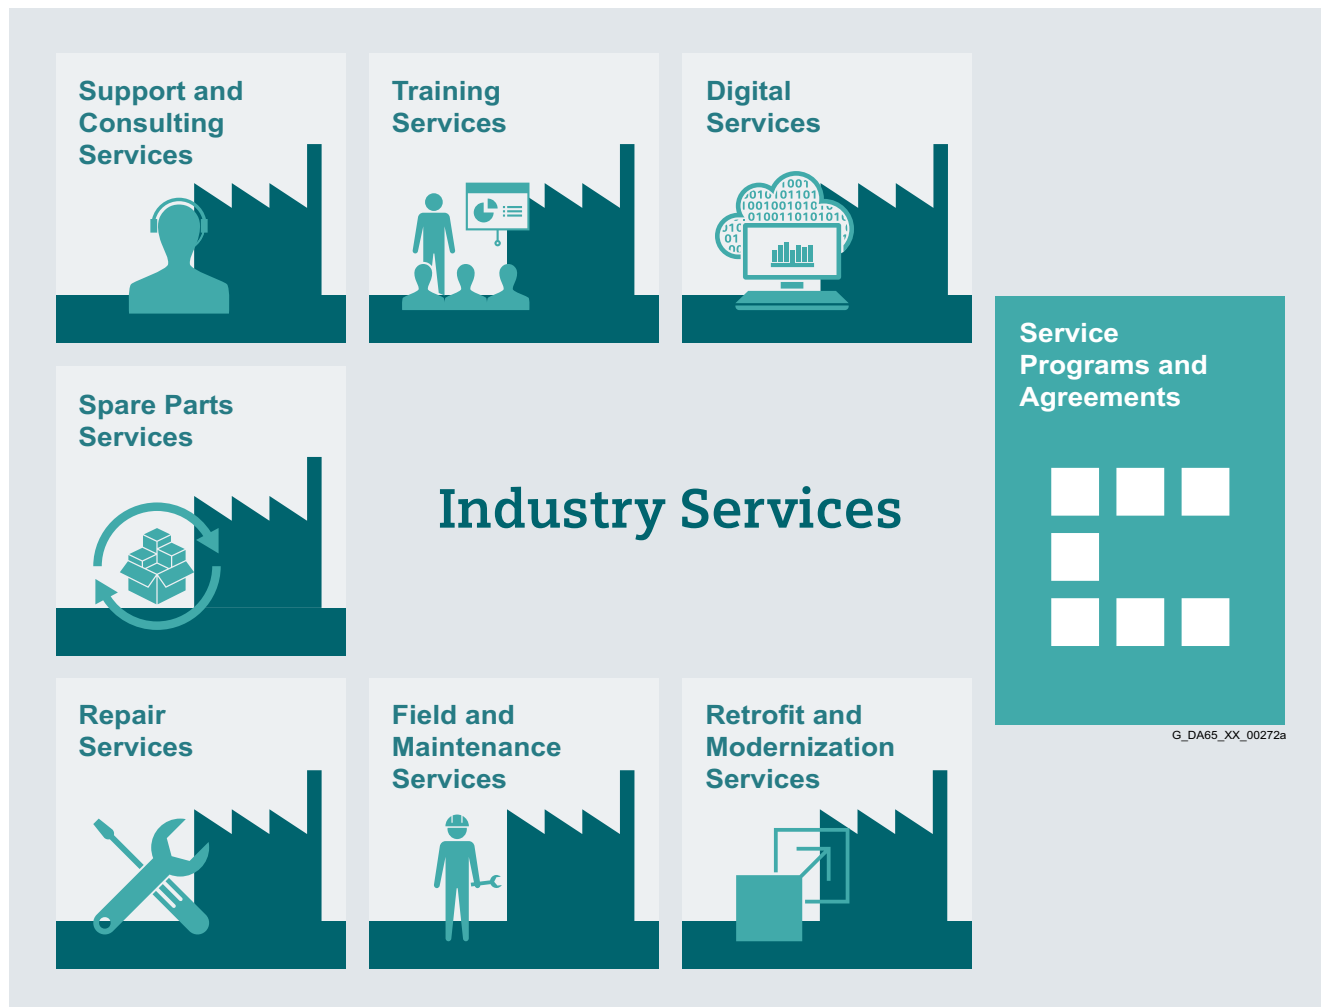 Support and
Consulting
Services
Training
Services
Digital
Services
Service
Programs and
Agreements
Spare Parts
Services
Industry Services
Repair
Services
Field and
Maintenance
Services
Retrofit and
Modernization
Services
G_DA65_XX_00272a